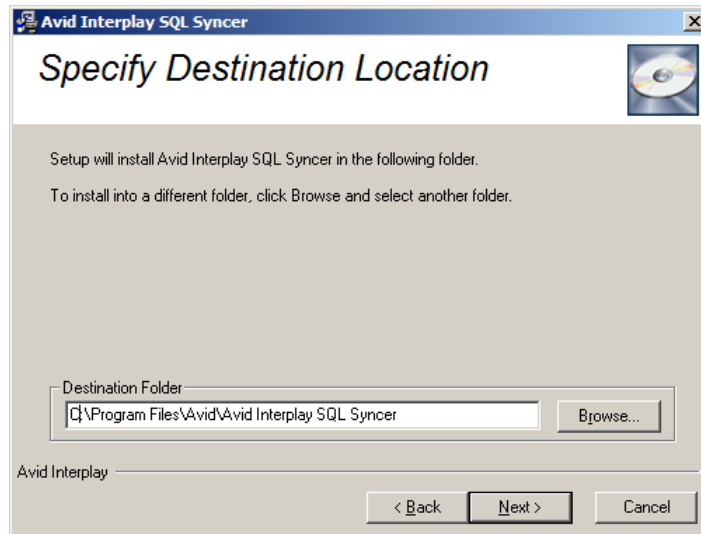 Avid Interplay SQL Syncer
Specify Destination Location
Setup will install Avid Interplay SQL Syncer in the following folder.
To install into a different folder, click Browse and select another folder.
Destination Folder
C:\Program Files\Avid\Avid Interplay SQL Syncer
Browse...
Avid Interplay
< Back
Next >
Cancel